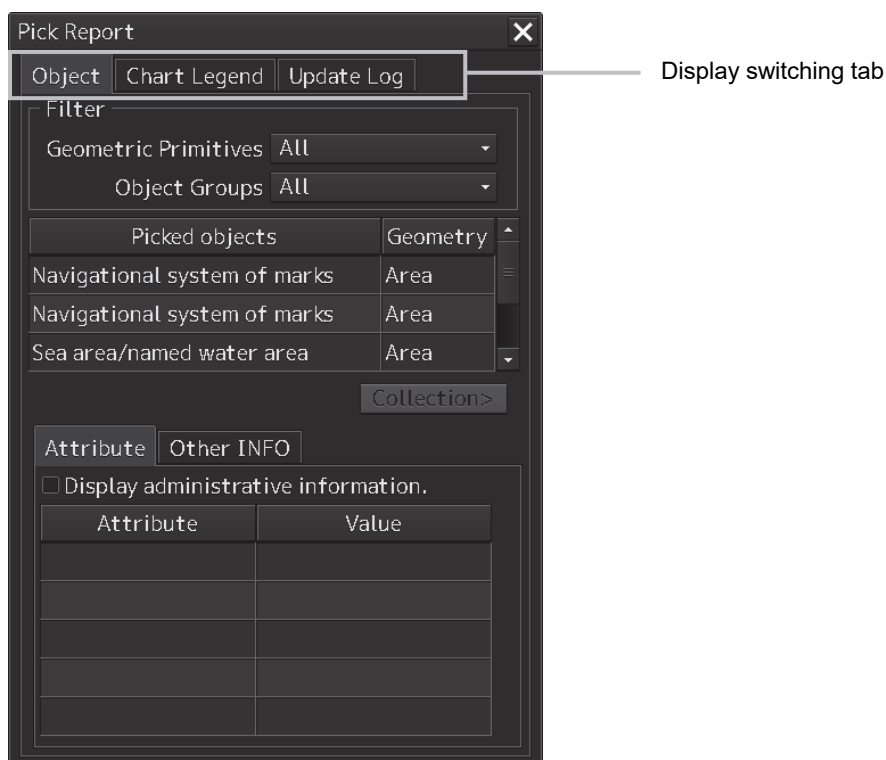 Pick Report
Object Chart Legend Update Log
Display switching tab
Filter
Geometric Primitives All
Object Groups All
Picked objects Geometry
Navigational system of marks Area
Navigational system of marks Area
Sea area/named water area Area
Collection>
Attribute Other INFO
Display administrative information.
Attribute Value